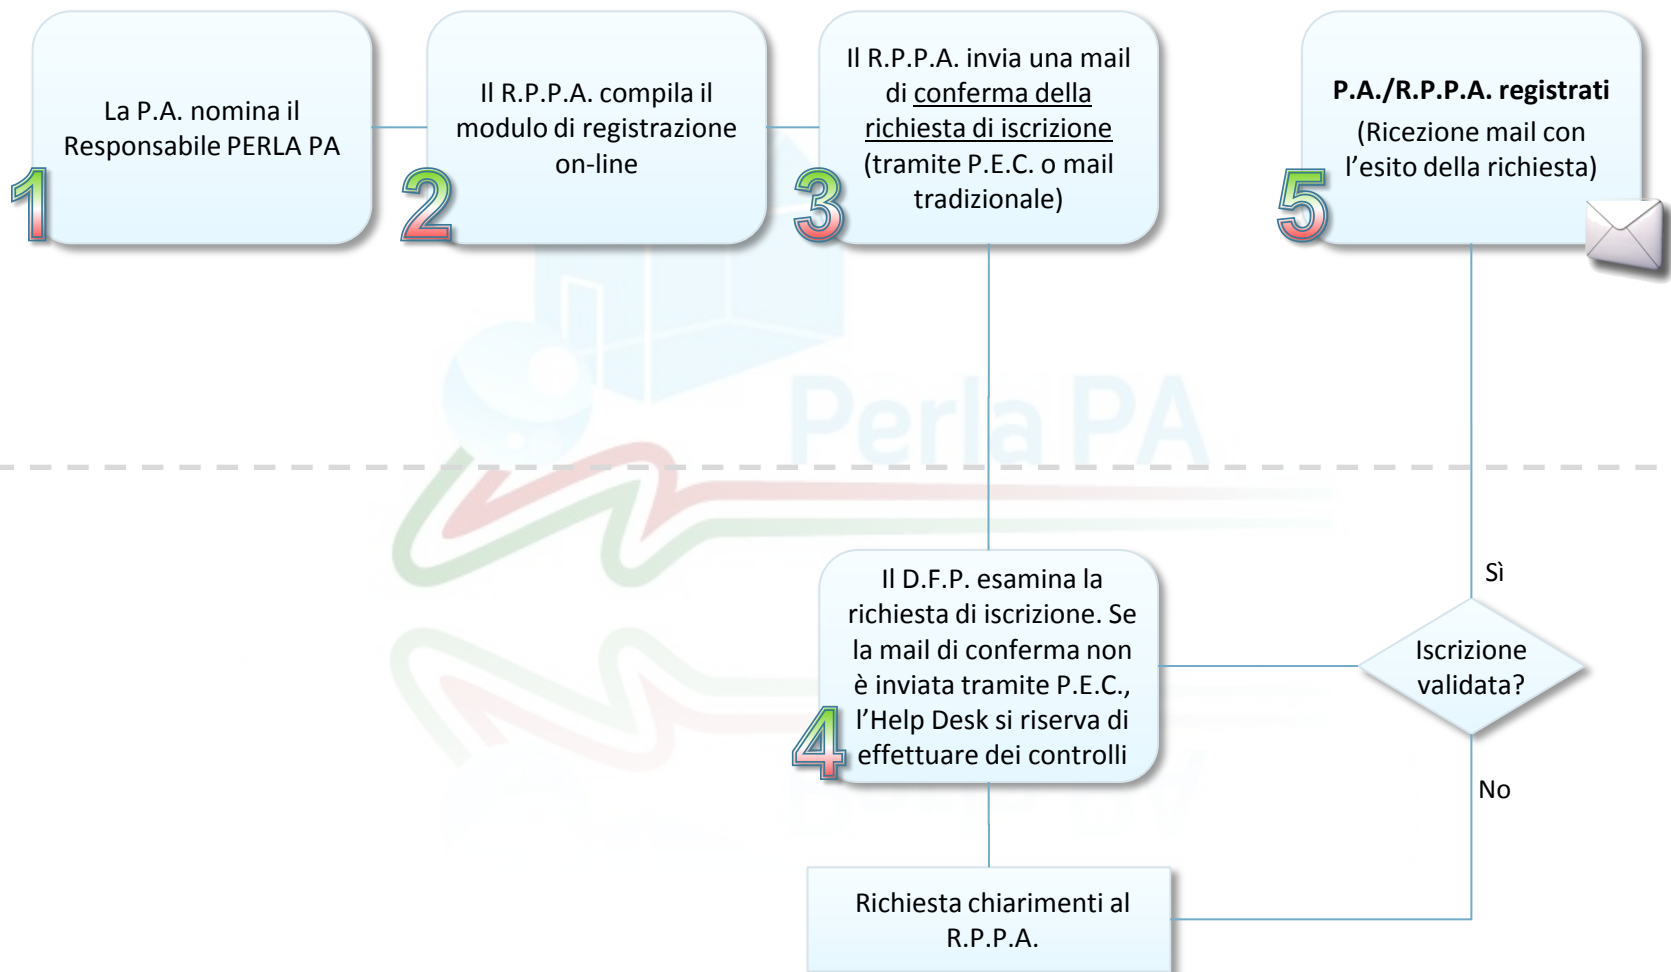 La P.A. nomina il
Responsabile PERLA PA
1
Il R.P.P.A. compila il
modulo di registrazione
on-line
2
Il R.P.P.A. invia una mail
di conferma della
richiesta di iscrizione
(tramite P.E.C. o mail
tradizionale)
3
P.A./R.P.P.A. registrati
(Ricezione mail con
l’esito della richiesta)
5
Perla PA
Il D.F.P. esamina la
richiesta di iscrizione. Se
la mail di conferma non
è inviata tramite P.E.C.,
l’Help Desk si riserva di
effettuare dei controlli
4
Sì
Iscrizione
validata?
No
Richiesta chiarimenti al
R.P.P.A.